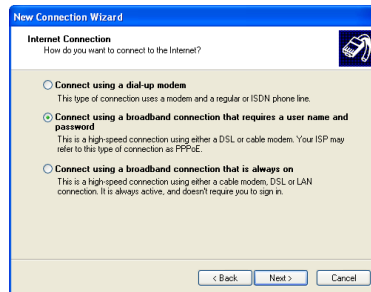 New Connection Wizard
Internet Connection
How do you want to connect to the Internet?
Connect using a dial-up modem
This type of connection uses a modem and a regular or ISDN phone line.
Connect using a broadband connection that requires a user name and
password
This is a high-speed connection using either a DSL or cable modem. Your ISP may
refer to this type of connection as PPPoE.
Connect using a broadband connection that is always on
This is a high-speed connection using either a cable modem, DSL or LAN
connection. It is always active, and doesn't require you to sign in.
< Back
Next >
Cancel